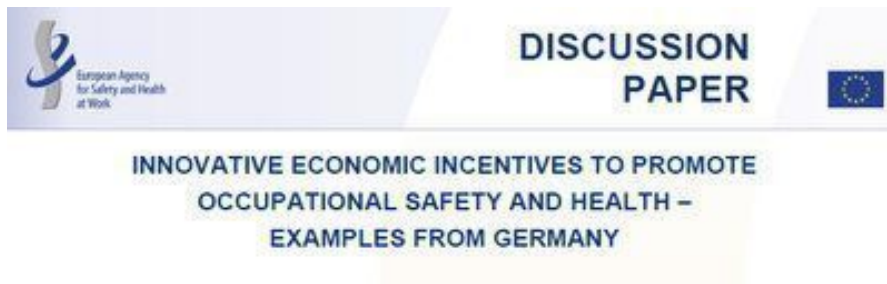 European Agency
for Safety and Health
at Work
DISCUSSION
PAPER
INNOVATIVE ECONOMIC INCENTIVES TO PROMOTE
OCCUPATIONAL SAFETY AND HEALTH –
EXAMPLES FROM GERMANY